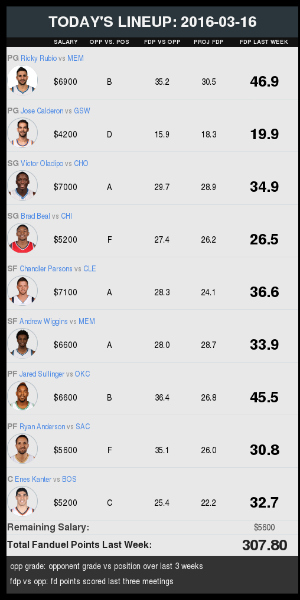 TODAY'S LINEUP: 2016-03-16
SALARY OPP VS. POS FDP VS OPP PROJ FDP FDP LAST WEEK
PG Ricky Rubio vs MEM
$6900 B 35.2 30.5 46.9
PG Jose Calderon vs GSW
$4200 D 15.9 18.3 19.9
SG Victor Oladipo vs CHO
$7000 A 29.7 28.9 34.9
SG Brad Beal vs CHI
$5200 F 27.4 26.2 26.5
SF Chandler Parsons vs CLE
$7100 A 28.3 24.1 36.6
SF Andrew Wiggins vs MEM
$6600 A 28.0 28.7 33.9
PF Jared Sullinger vs OKC
$6600 B 36.4 26.8 45.5
PF Ryan Anderson vs SAC
$5600 F 35.1 26.0 30.8
C Enes Kanter vs BOS
$5200 C 25.4 22.2 32.7
Remaining Salary: $5600
Total Fanduel Points Last Week: 307.80
opp grade: opponent grade vs position over last 3 weeks
fdp vs opp: fd points scored last three meetings